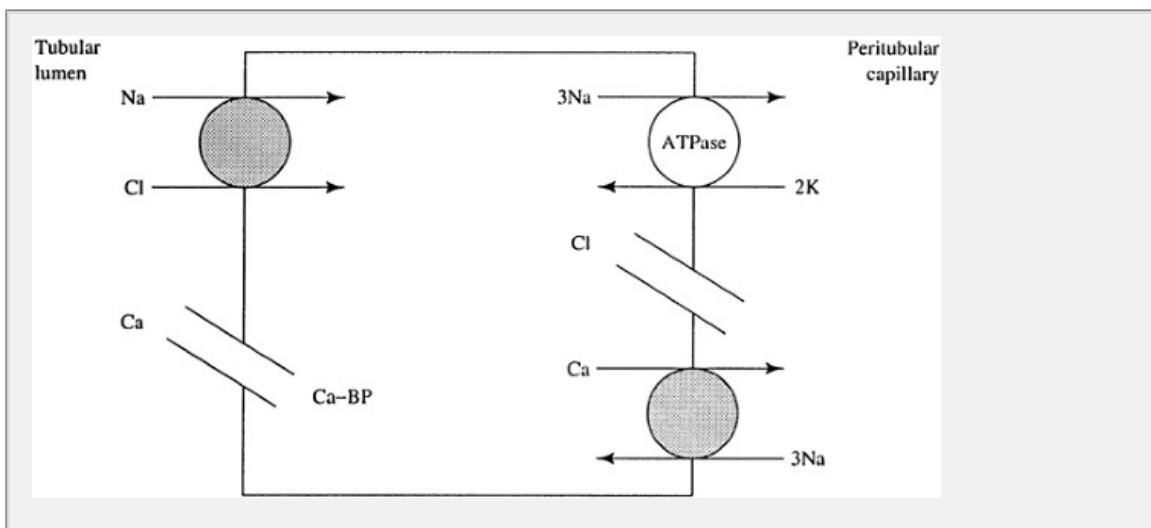 Tubular
lumen
Peritubular
capillary
Na
3Na
ATPase
Cl
2K
Cl
Ca
Ca
Ca–BP
3Na